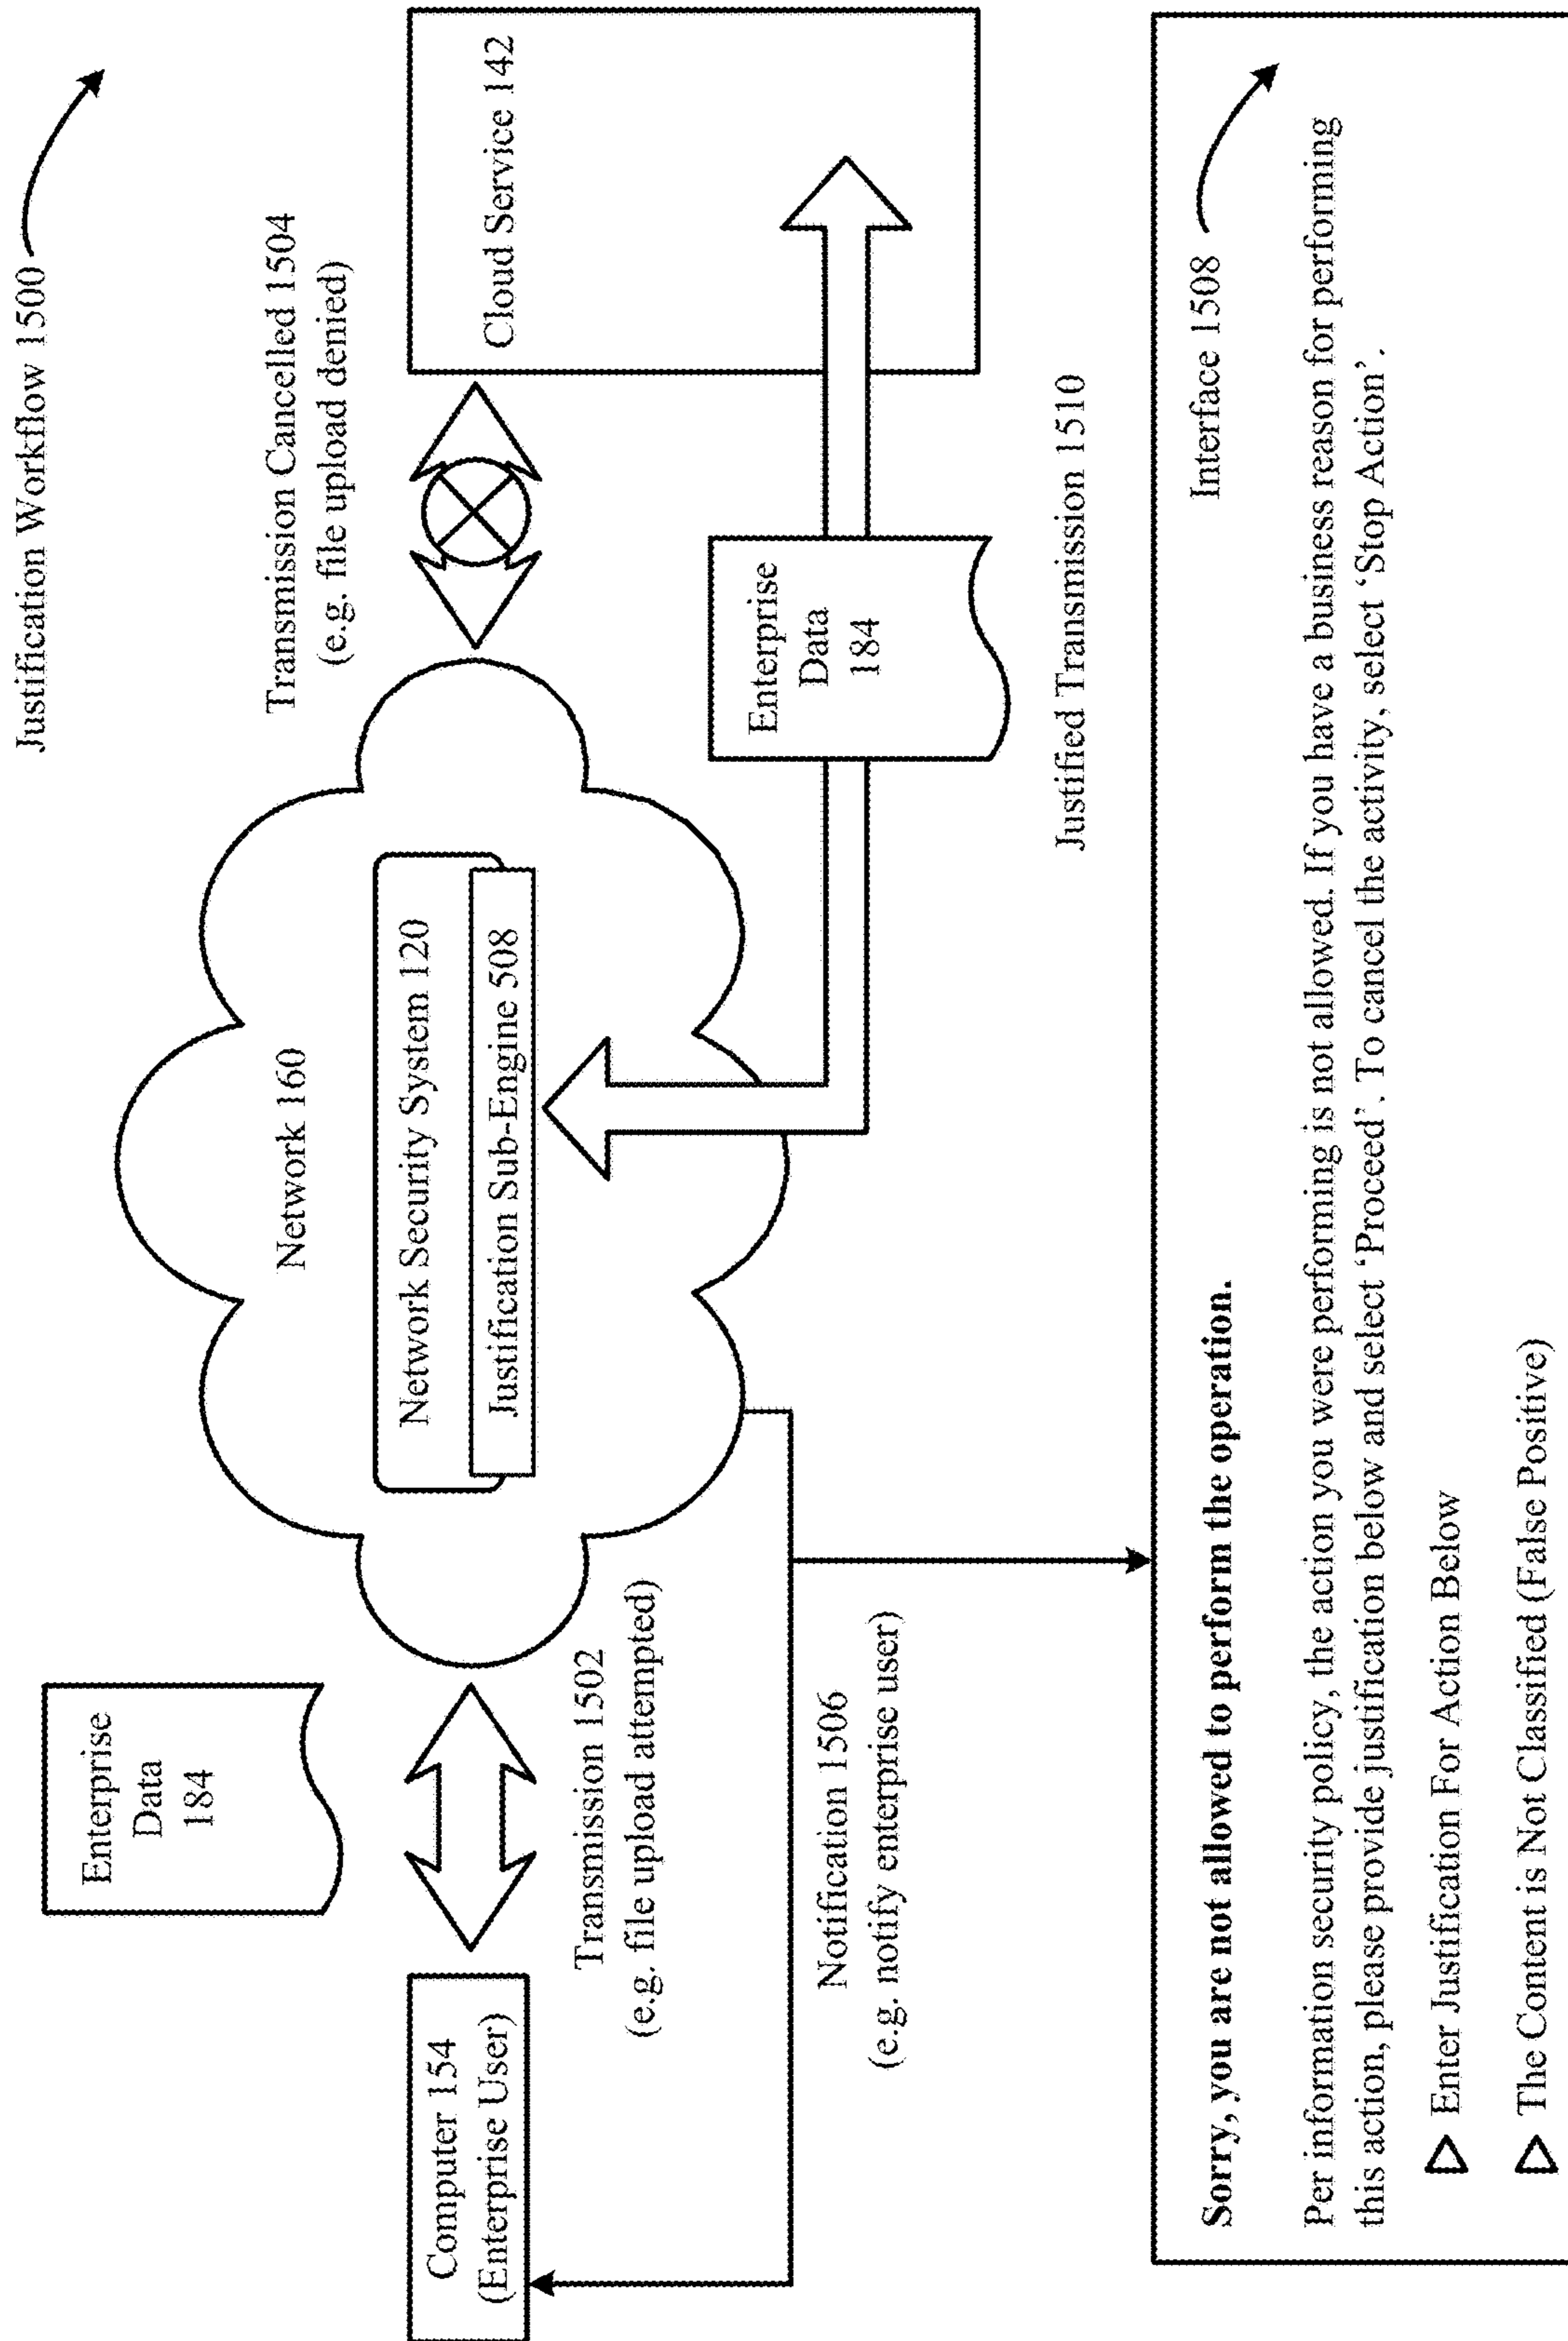 Justification Workflow 1500
Enterprise
Data
184
Transmission Cancelled 1504
(e.g. file upload denied)
Network 160
Computer 154
(Enterprise User)
Network Security System 120
Justification Sub-Engine 508
Cloud Service 142
Transmission 1502
(e.g. file upload attempted)
Enterprise
Data
184
Notification 1506
(e.g. notify enterprise user)
Justified Transmission 1510
Interface 1508
Sorry, you are not allowed to perform the operation.
Per information security policy, the action you were performing is not allowed. If you have a business reason for performing
this action, please provide justification below and select ‘Proceed’. To cancel the activity, select ‘Stop Action’.
Enter Justification For Action Below
The Content is Not Classified (False Positive)